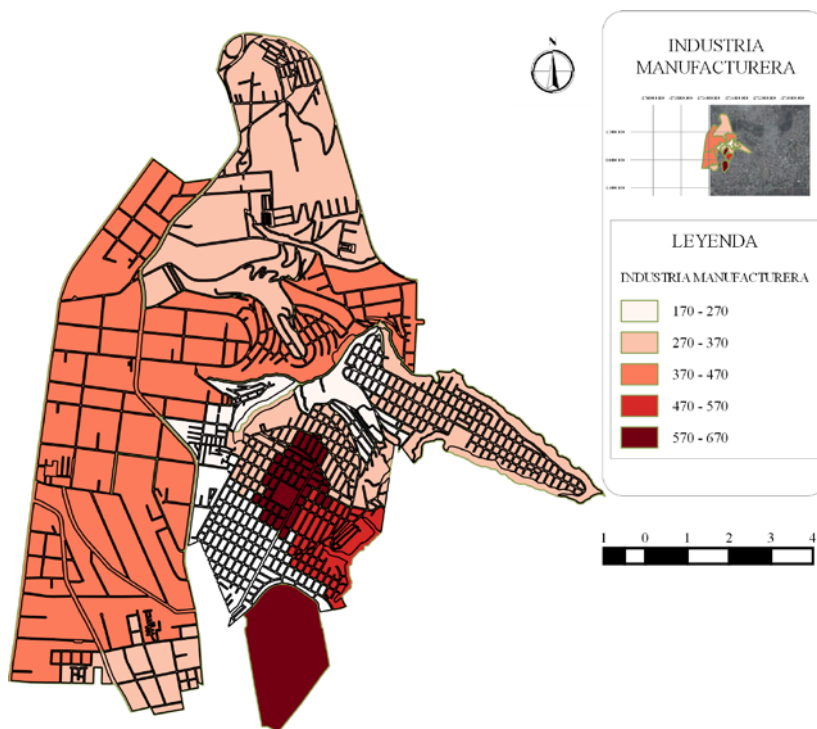 N
INDUSTRIA
MANUFACTURERA
LEYENDA
INDUSTRIA MANUFACTURERA
170 - 270
270 - 370
370 - 470
470 - 570
570 - 670
1 0 1 2 3 4